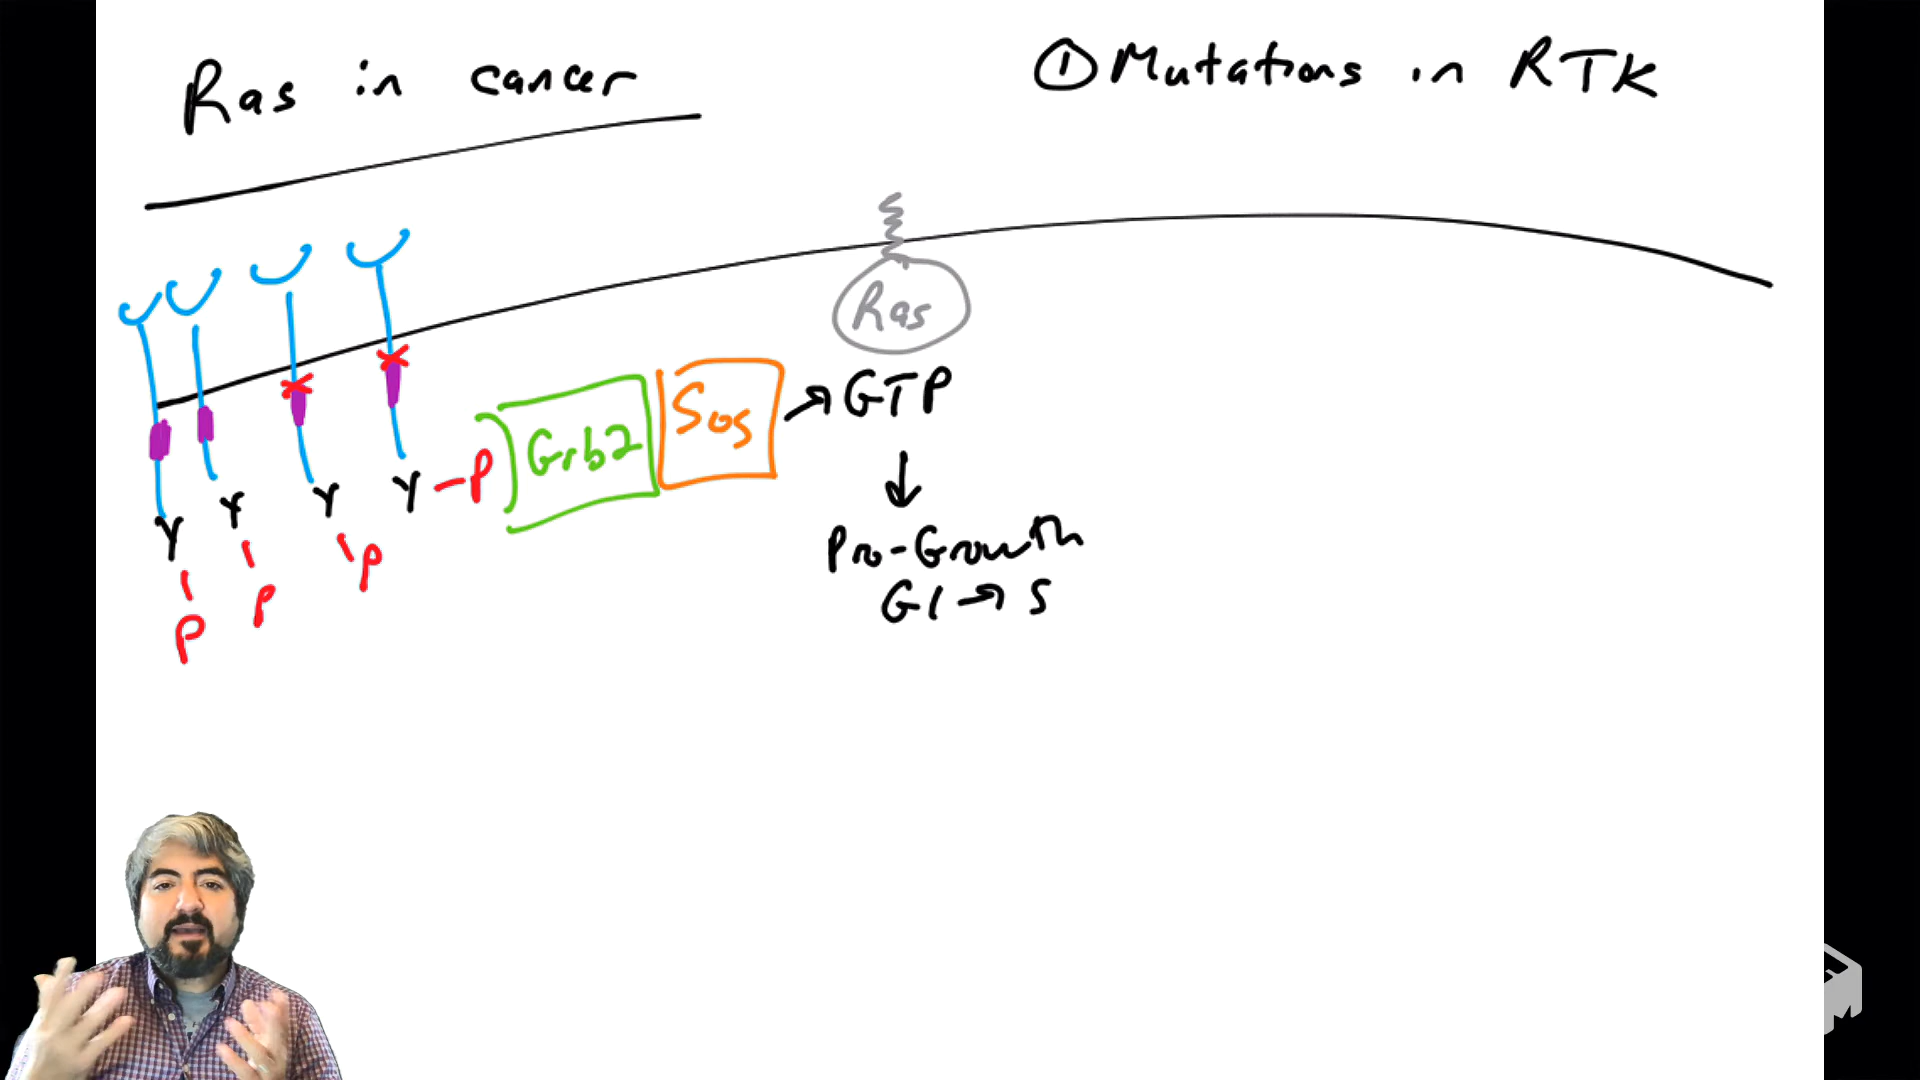 Ras in cancer
① Mutations in RTK
Ras
GTP
Sos
Grb2
Y Y Y Y-P
P P P
Pro-Growth
G1 → S